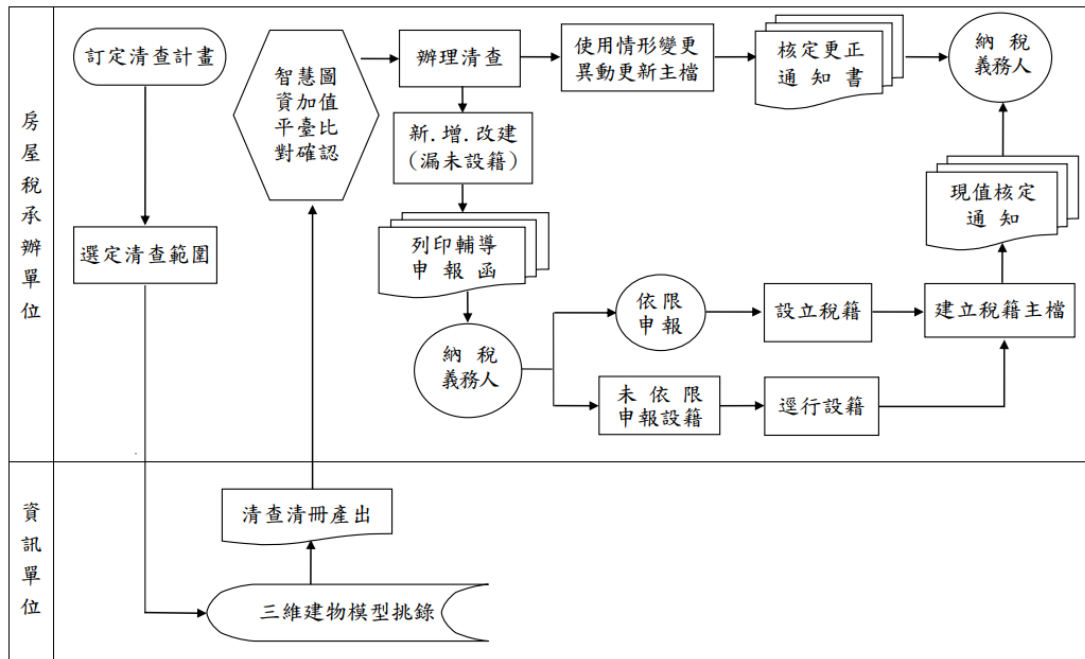 房屋稅承辦單位
訂定清查計畫
選定清查範圍
智慧圖
資加值
平臺比
對確認
辦理清查
使用情形變更
異動更新主檔
核定更正
通知書
納稅
義務人
新.增.改建
(漏未設籍)
列印輔導
申報函
納稅
義務人
依限
申報
設立稅籍
建立稅籍主檔
現值核定
通知
未依限
申報設籍
逕行設籍
資訊單位
清查清冊產出
三維建物模型挑錄